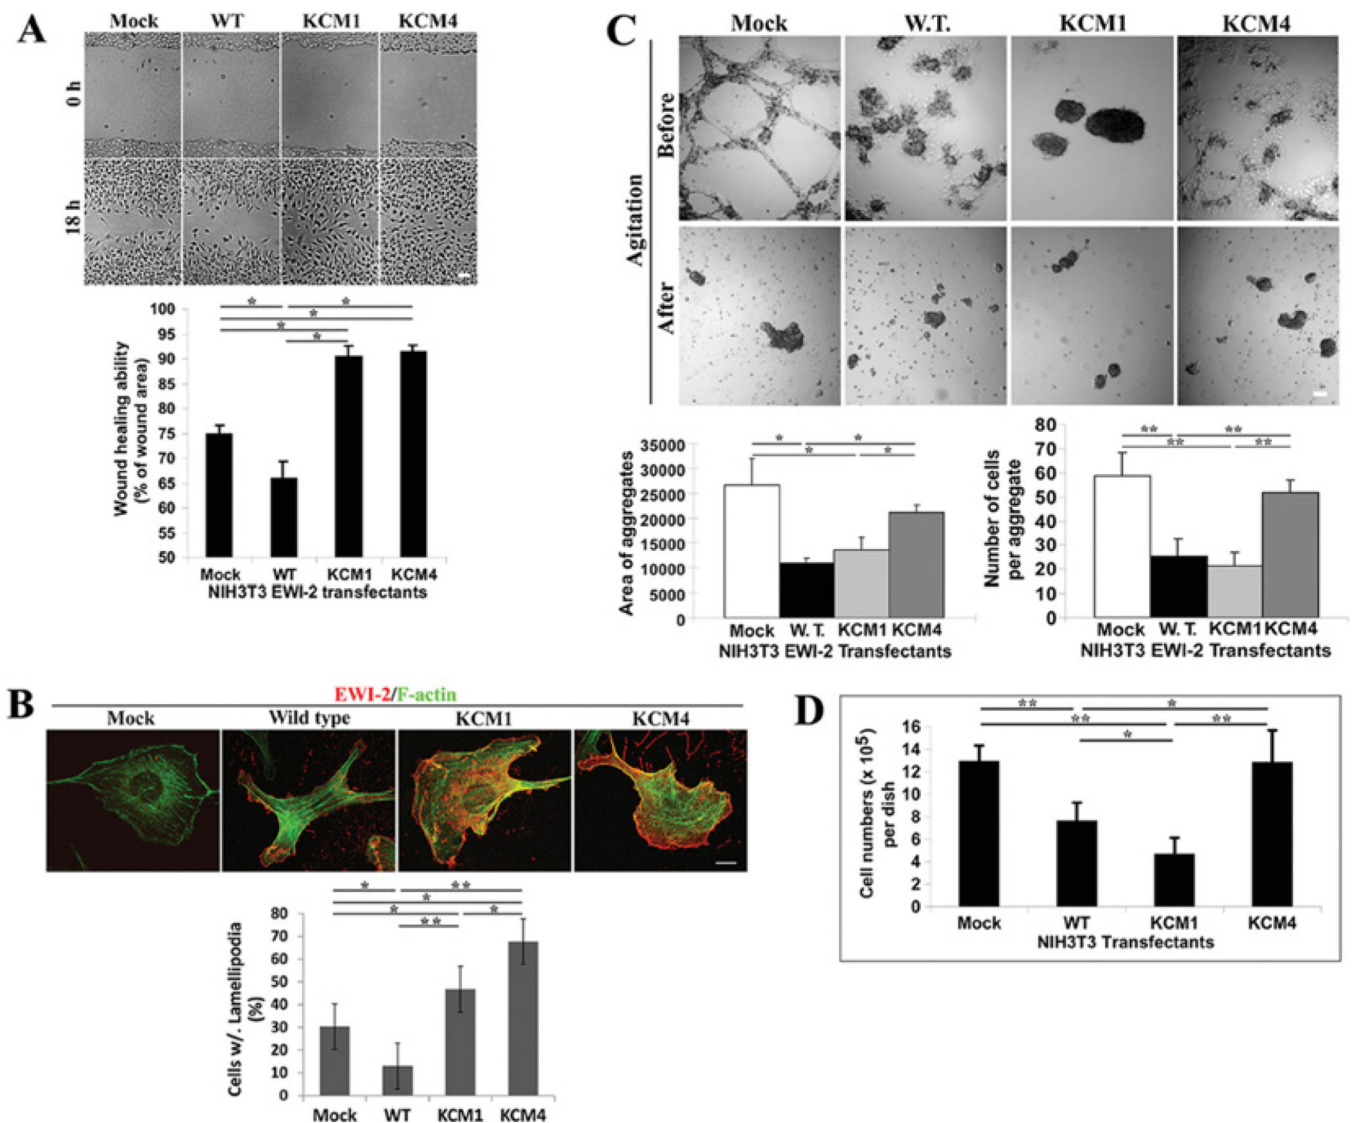 A
Mock WT KCM1 KCM4
0 h
18 h
* *
*
*
*
Wound healing ability
(% of wound area)
100
95
90
85
80
75
70
65
60
55
50
Mock WT KCM1 KCM4
NIH3T3 EWI-2 transfectants
C
Mock W.T. KCM1 KCM4
Agitation
Before
After
* *
* *
Area of aggregates
35000
30000
25000
20000
15000
10000
5000
0
Mock W. T. KCM1 KCM4
NIH3T3 EWI-2 Transfectants
** **
** **
Number of cells
per aggregate
80
70
60
50
40
30
20
10
0
Mock W. T. KCM1 KCM4
NIH3T3 EWI-2 Transfectants
B
EWI-2/F-actin
Mock Wild type KCM1 KCM4
* **
*
* *
**
Cells w/. Lamellipodia
(%)
80
70
60
50
40
30
20
10
0
Mock WT KCM1 KCM4
D
** *
** **
*
Cell numbers (x 10⁵)
per dish
16
14
12
10
8
6
4
2
0
Mock WT KCM1 KCM4
NIH3T3 Transfectants